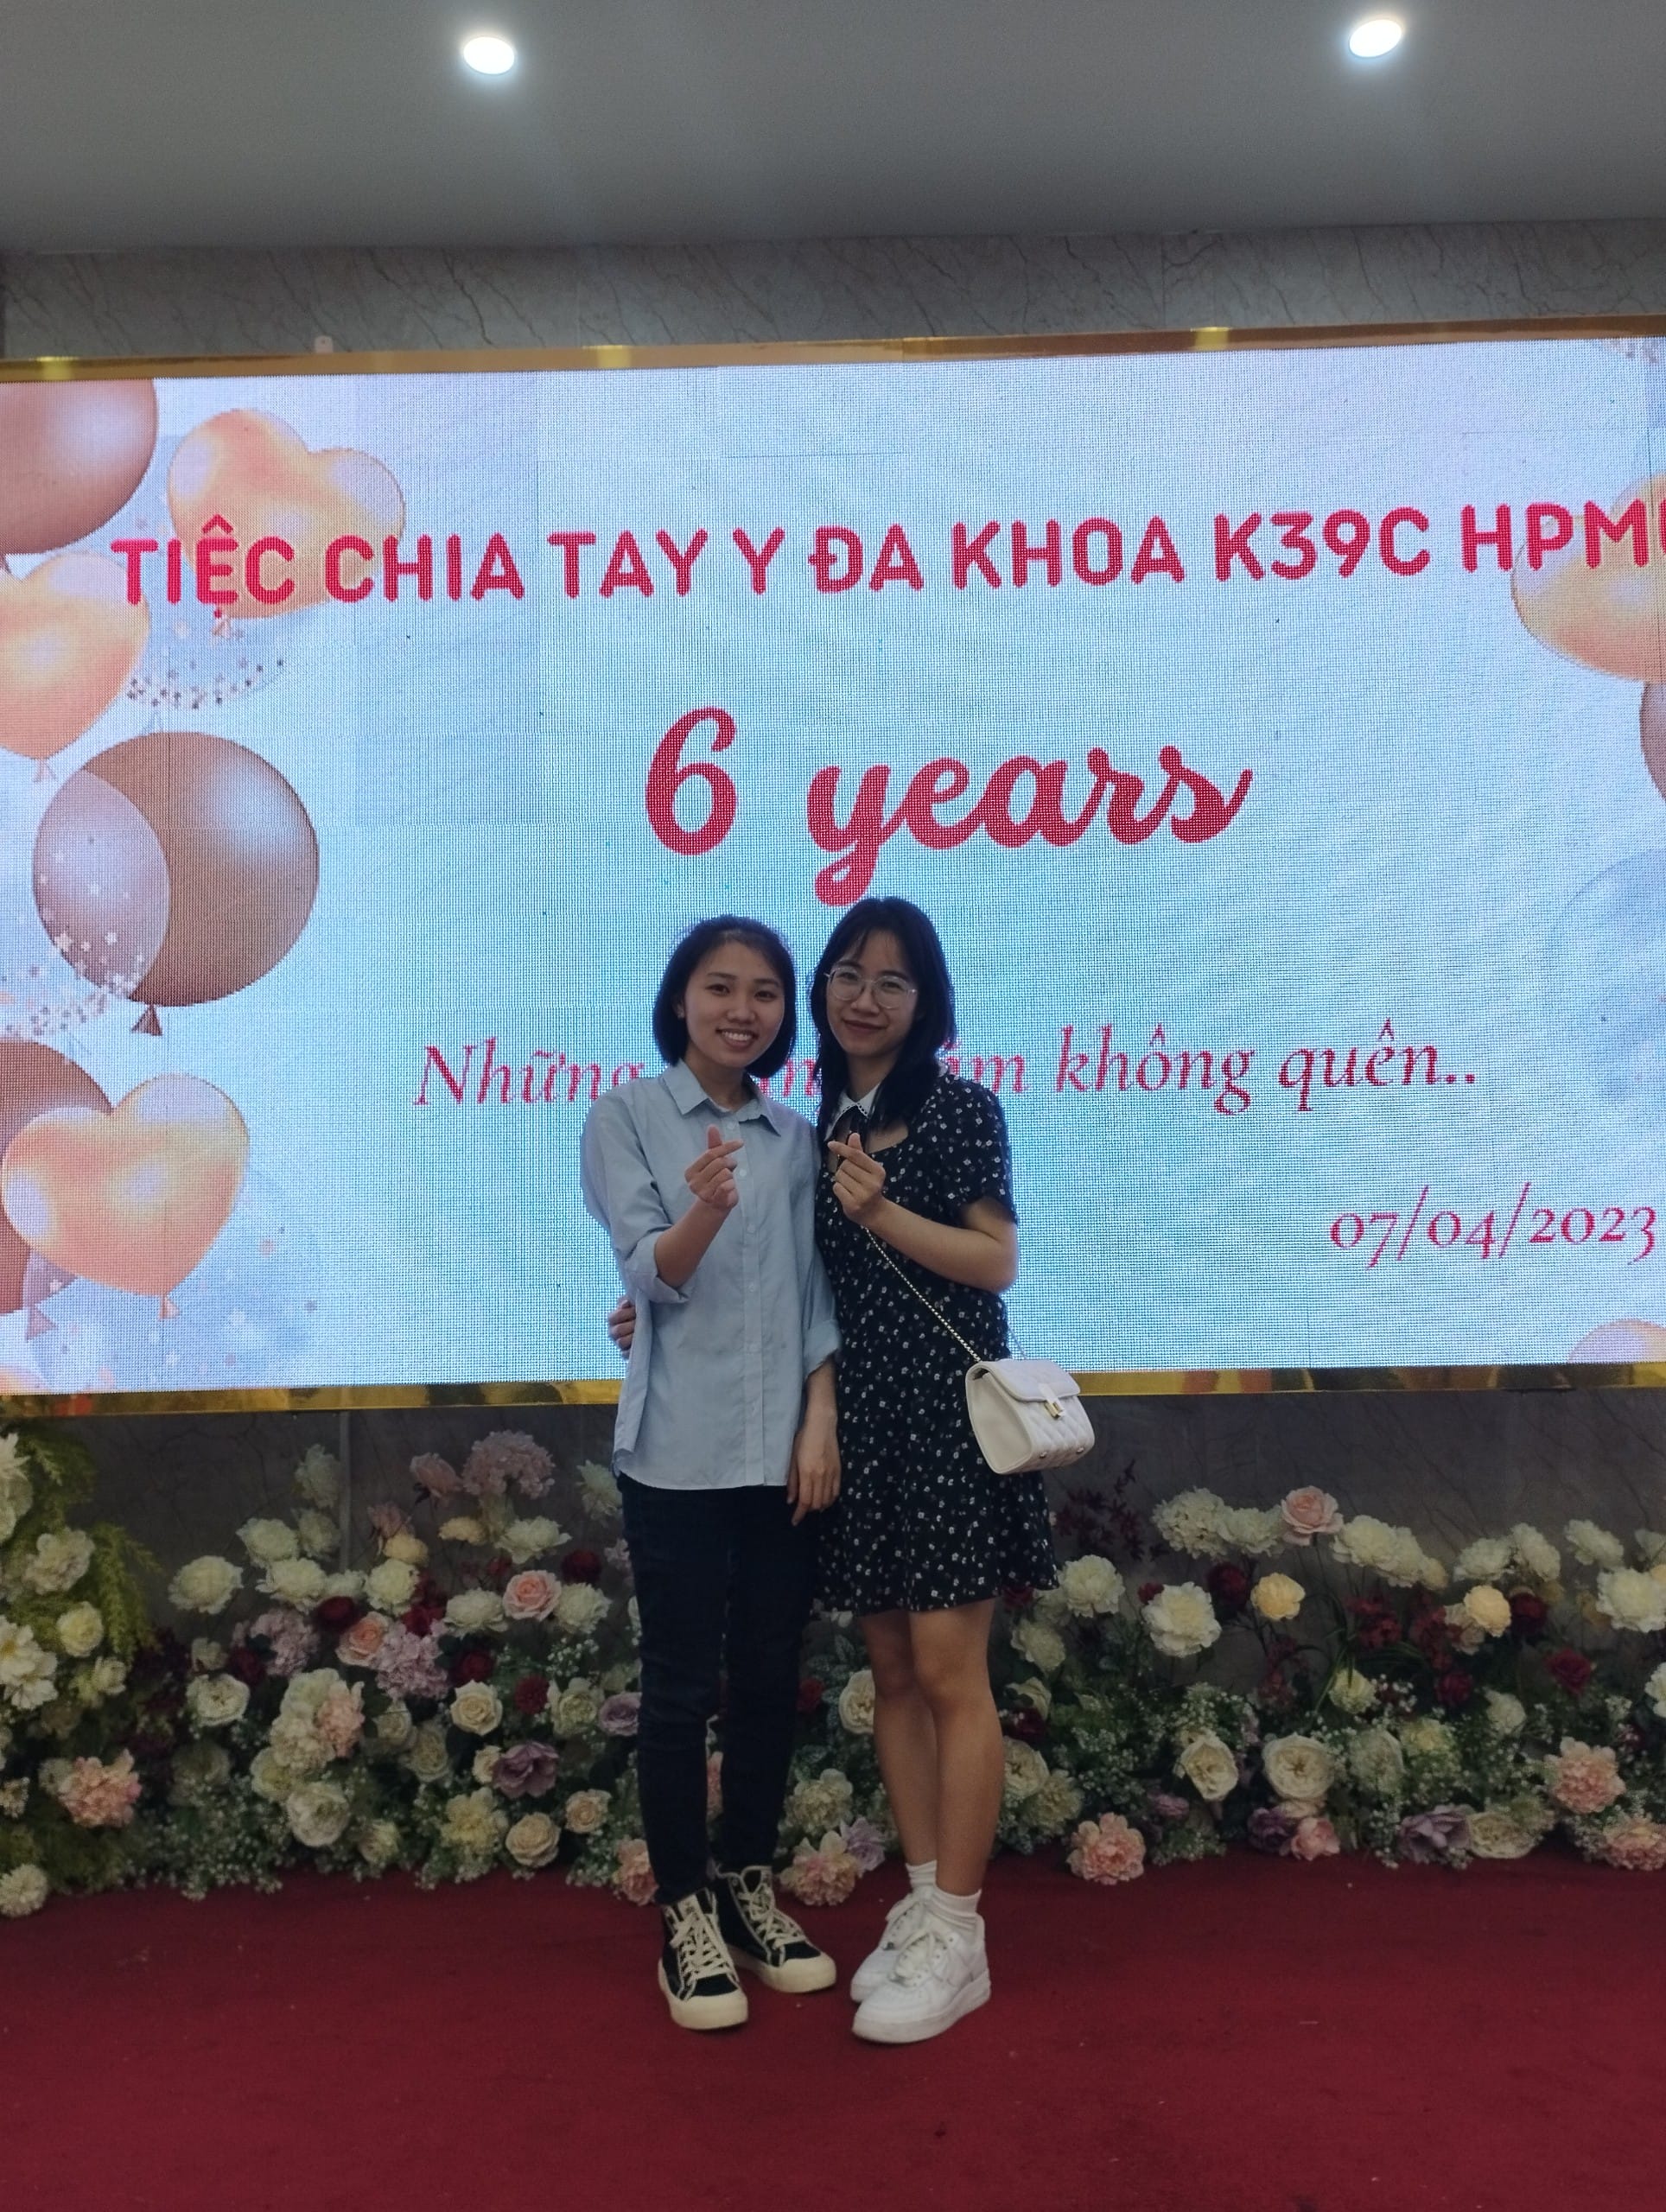 TIỆC CHIA TAY Y ĐA KHOA K39C HPM
6 years
Những không quên..
07/04/2023